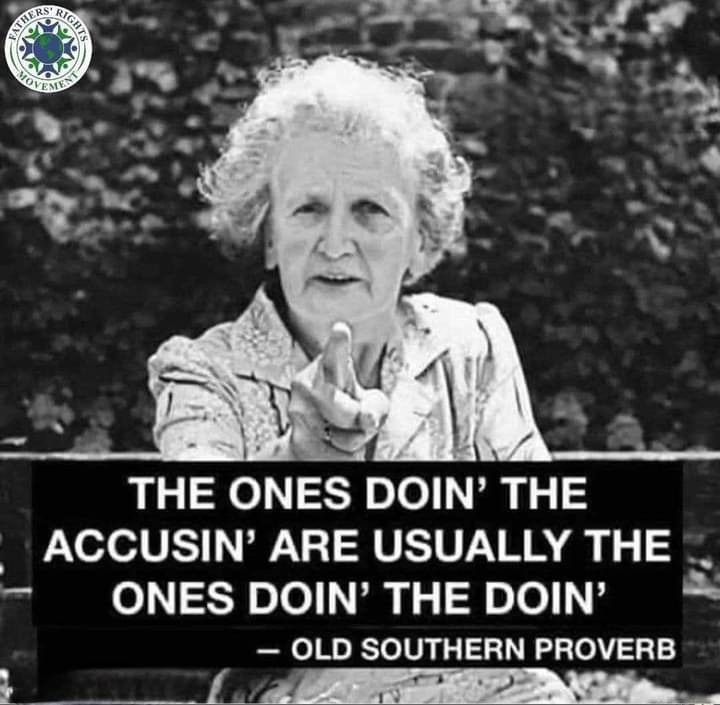 FATHERS' RIGHTS
MOVEMENT
THE ONES DOIN’ THE
ACCUSIN’ ARE USUALLY THE
ONES DOIN’ THE DOIN’
— OLD SOUTHERN PROVERB